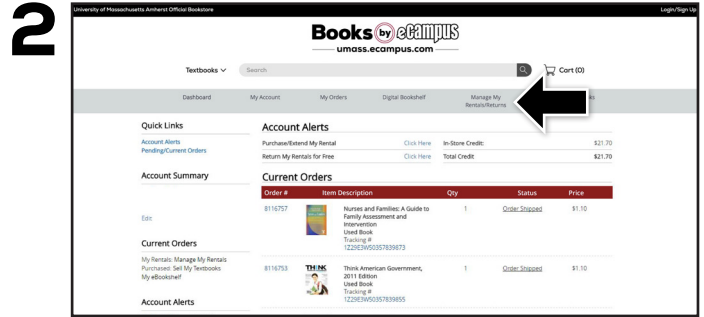 2
University of Massachusetts Amherst Official Bookstore
Login/Sign Up
Books by eCampus
umass.ecampus.com
Textbooks
Search
Cart (0)
Dashboard
My Account
My Orders
Digital Bookshelf
Manage My
Rentals/Returns
Quick Links
Account Alerts
Pending/Current Orders
Account Summary
Edit
Current Orders
My Rentals: Manage My Rentals
Purchased: Sell My Textbooks
My eBookshelf
Account Alerts
Account Alerts
Purchase/Extend My Rental Click Here In-Store Credit: $21.70
Return My Rentals for Free Click Here Total Credit $21.70
Current Orders
Order # Item Description Qty Status Price
8116757 Nurses and Families: A Guide to 1 Order Shipped $1.10
Family Assessment and
Intervention
Used Book
Tracking #
1Z29E3W50357839873
8116753 THINK Think American Government, 1 Order Shipped $1.10
2011 Edition
Used Book
Tracking #
1Z29E3W50357839855